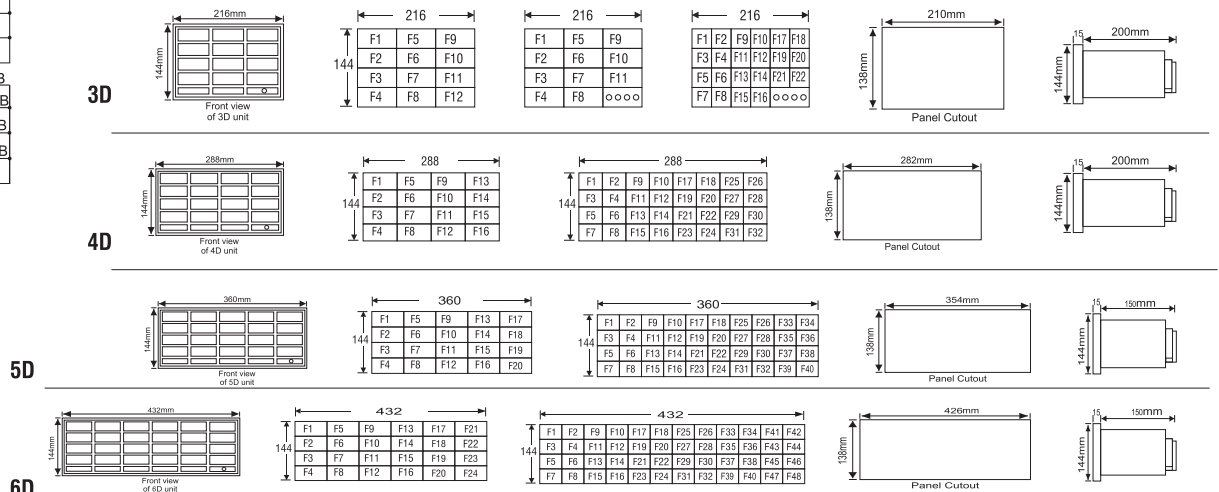 B
B
B
B
3D
216mm
144mm
Front view
of 3D unit
216
144
F1 F5 F9
F2 F6 F10
F3 F7 F11
F4 F8 F12
216
F1 F5 F9
F2 F6 F10
F3 F7 F11
F4 F8
216
F1 F2 F9 F10 F17 F18
F3 F4 F11 F12 F19 F20
F5 F6 F13 F14 F21 F22
F7 F8 F15 F16
210mm
138mm
Panel Cutout
15 200mm
144mm
4D
288mm
144mm
Front view
of 4D unit
288
144
F1 F5 F9 F13
F2 F6 F10 F14
F3 F7 F11 F15
F4 F8 F12 F16
288
144
F1 F2 F9 F10 F17 F18 F25 F26
F3 F4 F11 F12 F19 F20 F27 F28
F5 F6 F13 F14 F21 F22 F29 F30
F7 F8 F15 F16 F23 F24 F31 F32
282mm
138mm
Panel Cutout
15 200mm
144mm
5D
360mm
144mm
Front view
of 5D unit
360
144
F1 F5 F9 F13 F17
F2 F6 F10 F14 F18
F3 F7 F11 F15 F19
F4 F8 F12 F16 F20
360
144
F1 F2 F9 F10 F17 F18 F25 F26 F33 F34
F3 F4 F11 F12 F19 F20 F27 F28 F35 F36
F5 F6 F13 F14 F21 F22 F29 F30 F37 F38
F7 F8 F15 F16 F23 F24 F31 F32 F39 F40
354mm
138mm
Panel Cutout
15 150mm
144mm
6D
432mm
144mm
Front view
of 6D unit
432
144
F1 F5 F9 F13 F17 F21
F2 F6 F10 F14 F18 F22
F3 F7 F11 F15 F19 F23
F4 F8 F12 F16 F20 F24
432
144
F1 F2 F9 F10 F17 F18 F25 F26 F33 F34 F41 F42
F3 F4 F11 F12 F19 F20 F27 F28 F35 F36 F43 F44
F5 F6 F13 F14 F21 F22 F29 F30 F37 F38 F45 F46
F7 F8 F15 F16 F23 F24 F31 F32 F39 F40 F47 F48
426mm
138mm
Panel Cutout
15 150mm
144mm